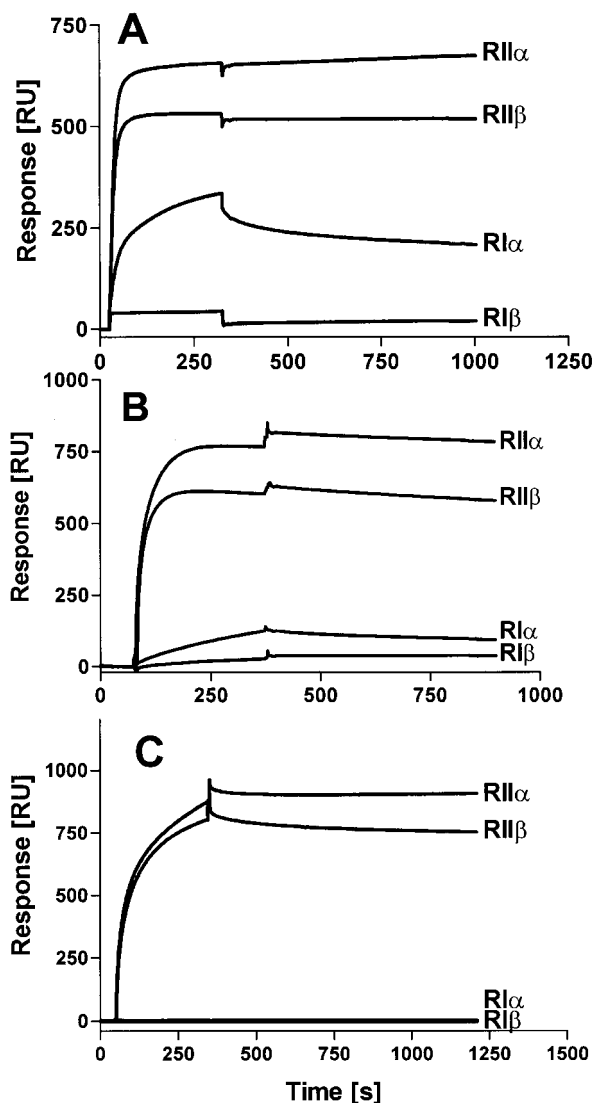 A
750
500
250
0
Response [RU]
RIIα
RIIβ
RIα
RIβ
0 250 500 750 1000 1250
B
1000
750
500
250
0
Response [RU]
RIIα
RIIβ
RIα
RIβ
0 250 500 750 1000
C
1000
750
500
250
0
Response [RU]
RIIα
RIIβ
RIα
RIβ
0 250 500 750 1000 1250 1500
Time [s]